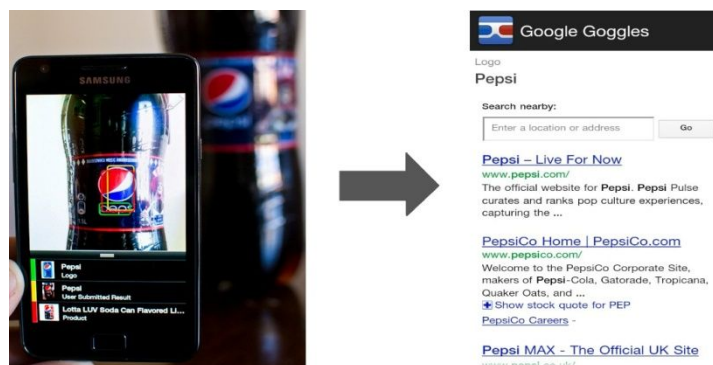 SAMSUNG
Pepsi
Logo
Pepsi
User Submitted Result
Lotta LUV Soda Can Flavored Li...
Product
Google Goggles
Logo
Pepsi
Search nearby:
Enter a location or address
Go
Pepsi – Live For Now
www.pepsi.com/
The official website for Pepsi. Pepsi Pulse
curates and ranks pop culture experiences,
capturing the ...
PepsiCo Home | PepsiCo.com
www.pepsico.com/
Welcome to the PepsiCo Corporate Site,
makers of Pepsi-Cola, Gatorade, Tropicana,
Quaker Oats, and ...
Show stock quote for PEP
PepsiCo Careers -
Pepsi MAX - The Official UK Site